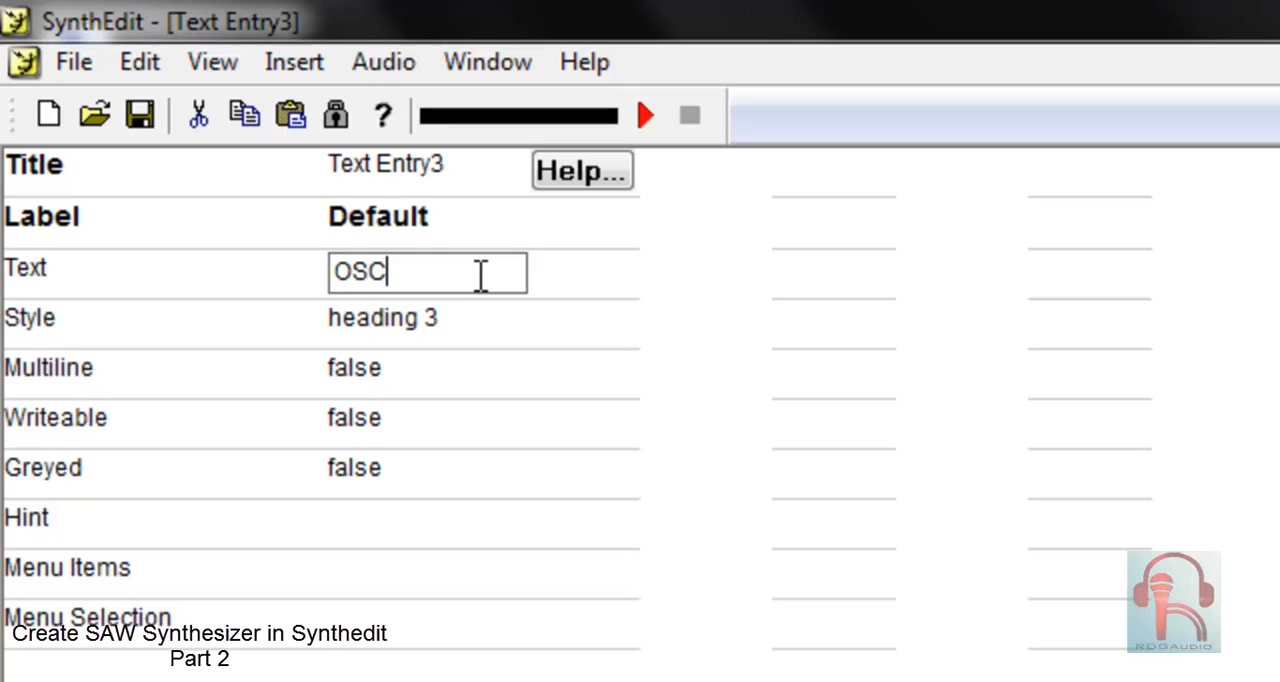 SynthEdit - [Text Entry3]
File Edit View Insert Audio Window Help
?
Title Text Entry3 Help...
Label Default
Text OSC
Style heading 3
Multiline false
Writeable false
Greyed false
Hint
Menu Items
Menu Selection
Create SAW Synthesizer in Synthedit
Part 2
RDGAUDIO